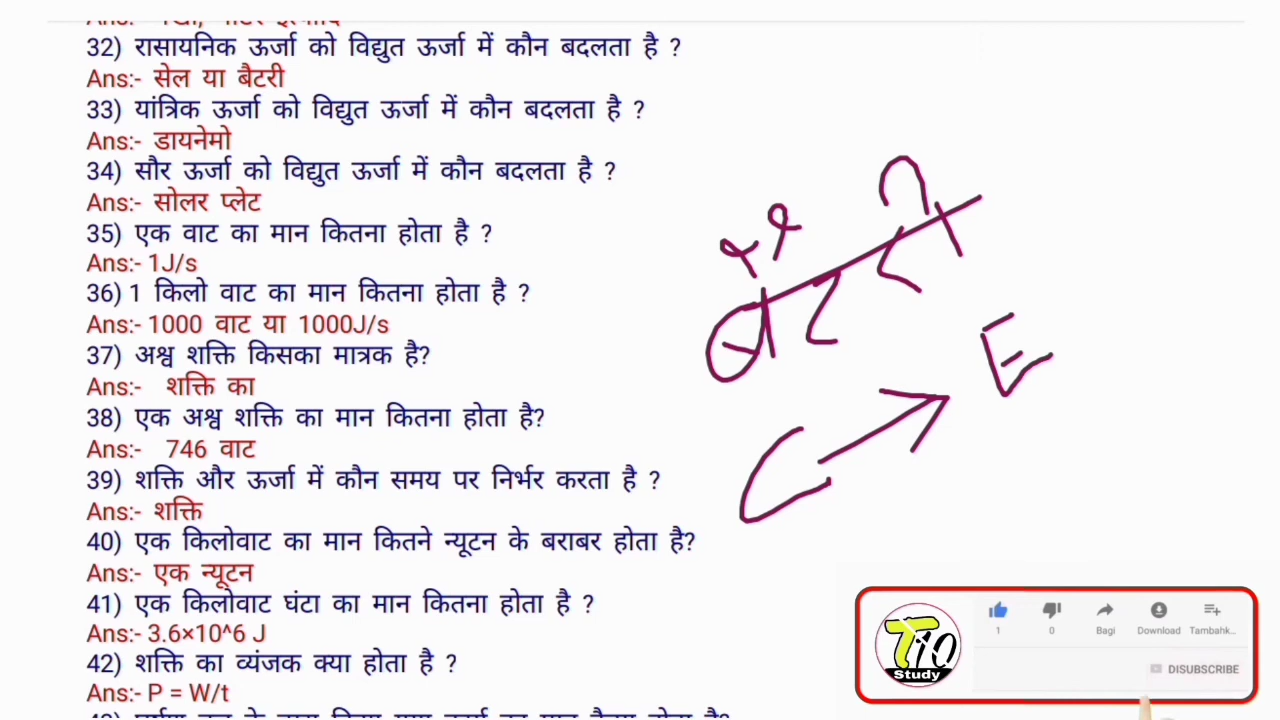 32) रासायनिक ऊर्जा को विद्युत ऊर्जा में कौन बदलता है ?
Ans:- सेल या बैटरी
33) यांत्रिक ऊर्जा को विद्युत ऊर्जा में कौन बदलता है ?
Ans:- डायनेमो
34) सौर ऊर्जा को विद्युत ऊर्जा में कौन बदलता है ?
Ans:- सोलर प्लेट
35) एक वाट का मान कितना होता है ?
Ans:- 1J/s
36) 1 किलो वाट का मान कितना होता है ?
Ans:- 1000 वाट या 1000J/s
37) अश्व शक्ति किसका मात्रक है?
Ans:- शक्ति का
38) एक अश्व शक्ति का मान कितना होता है?
Ans:- 746 वाट
39) शक्ति और ऊर्जा में कौन समय पर निर्भर करता है ?
Ans:- शक्ति
40) एक किलोवाट का मान कितने न्यूटन के बराबर होता है?
Ans:- एक न्यूटन
41) एक किलोवाट घंटा का मान कितना होता है ?
Ans:- 3.6×10^6 J
42) शक्ति का व्यंजक क्या होता है ?
Ans:- P = W/t
E
C
Study
1 0 Bagi Download Tambahk...
DISUBSCRIBE